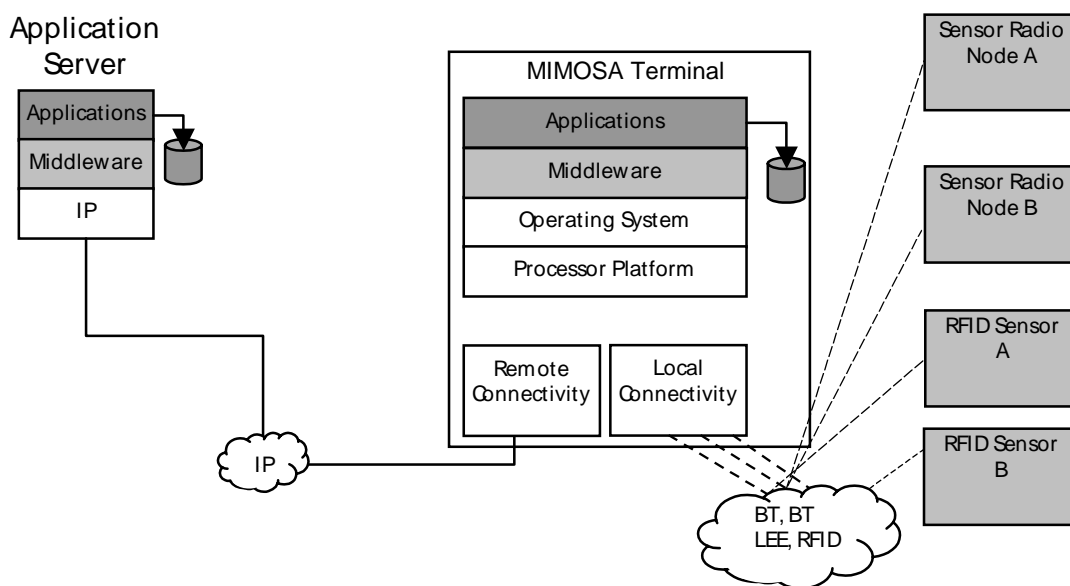 Application
Server
Applications
Middleware
IP
MIMOSA Terminal
Applications
Middleware
Operating System
Processor Platform
Remote
Connectivity
Local
Connectivity
IP
BT, BT
LEE, RFID
Sensor Radio
Node A
Sensor Radio
Node B
RFID Sensor
A
RFID Sensor
B